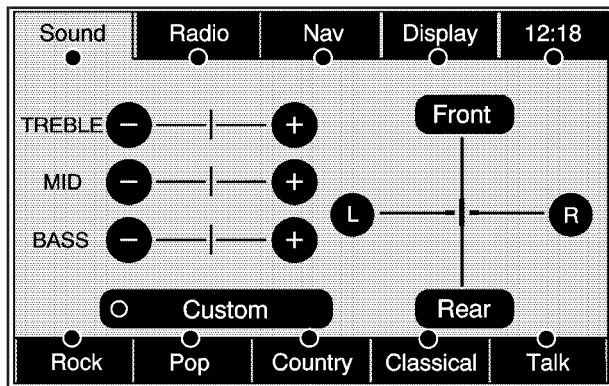 Sound Radio Nav Display 12:18
TREBLE − + Front
MID − +
L R
BASS − +
Custom Rear
Rock Pop Country Classical Talk